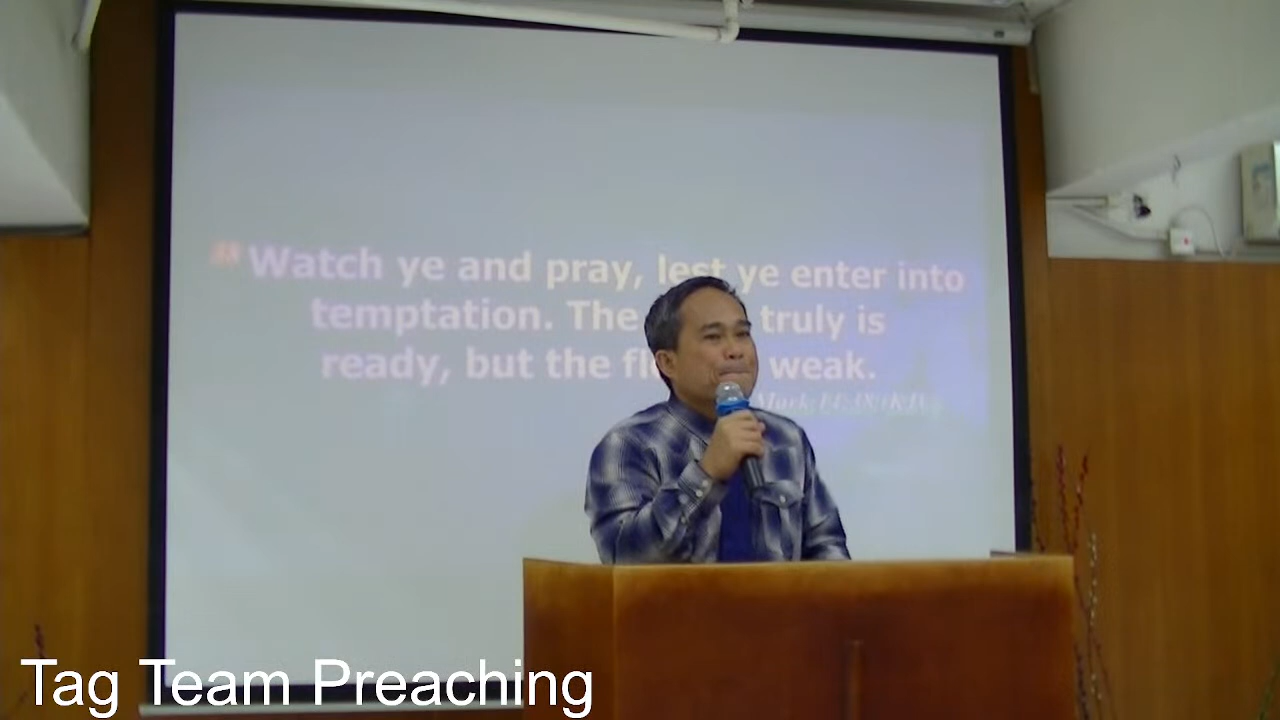 "Watch ye and pray, lest ye enter into
temptation. The truly is
ready, but the weak.
Mark
Tag Team Preaching